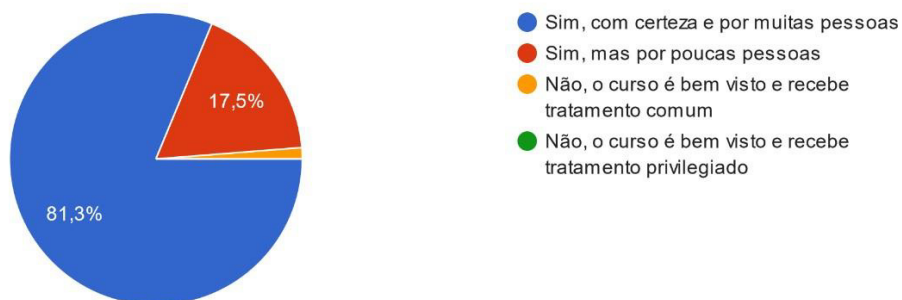 Sim, com certeza e por muitas pessoas
Sim, mas por poucas pessoas
Não, o curso é bem visto e recebe
tratamento comum
Não, o curso é bem visto e recebe
tratamento privilegiado
17,5%
81,3%